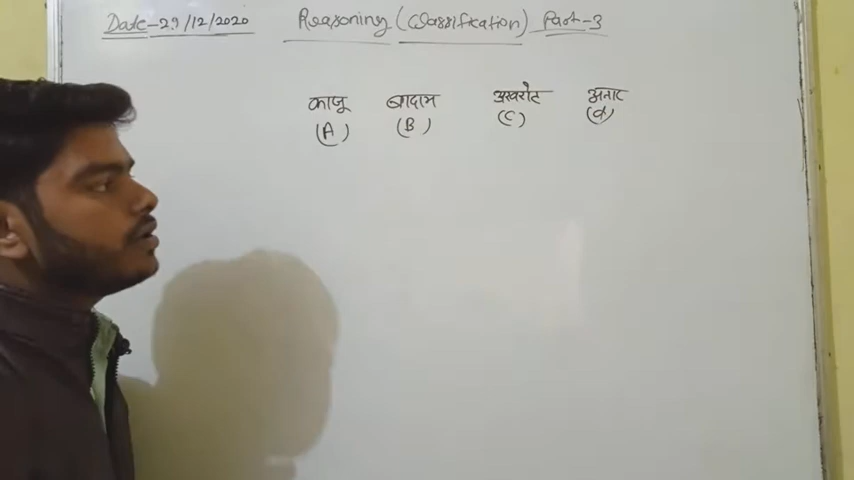 Date-29/12/2020 Reasoning (Classification) Part-3
काजू बादाम अखरोट अनार
(A) (B) (C) (d)